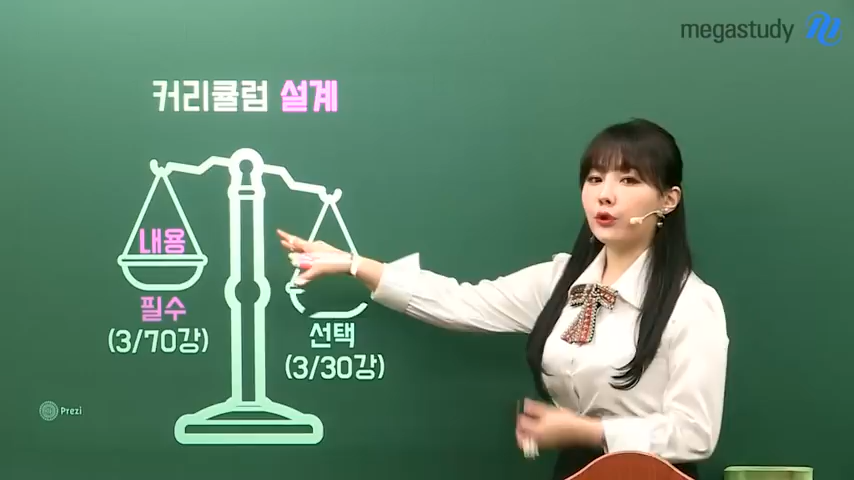 megastudy
커리큘럼 설계
내용
필수
(3/70강)
선택
(3/30강)
Prezi